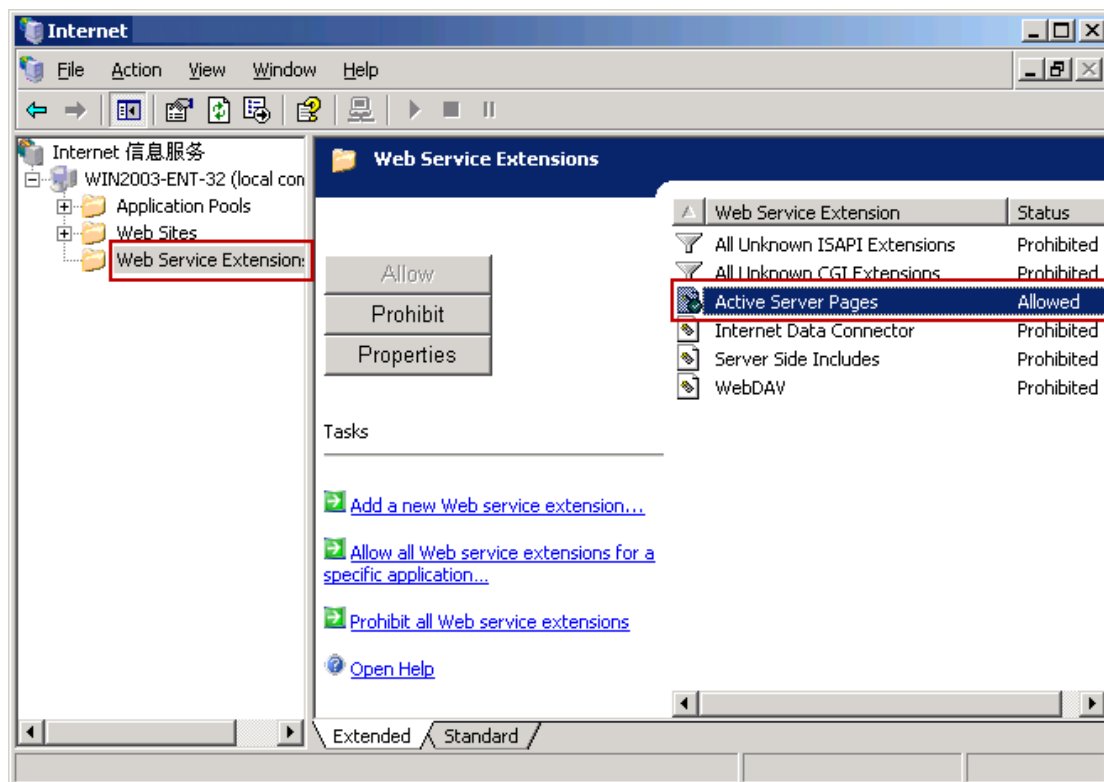 Internet
File Action View Window Help
Internet 信息服务
WIN2003-ENT-32 (local con
Application Pools
Web Sites
Web Service Extension
Web Service Extensions
Allow
Prohibit
Properties
Tasks
Add a new Web service extension...
Allow all Web service extensions for a
specific application...
Prohibit all Web service extensions
Open Help
Web Service Extension Status
All Unknown ISAPI Extensions Prohibited
All Unknown CGI Extensions Prohibited
Active Server Pages Allowed
Internet Data Connector Prohibited
Server Side Includes Prohibited
WebDAV Prohibited
Extended Standard